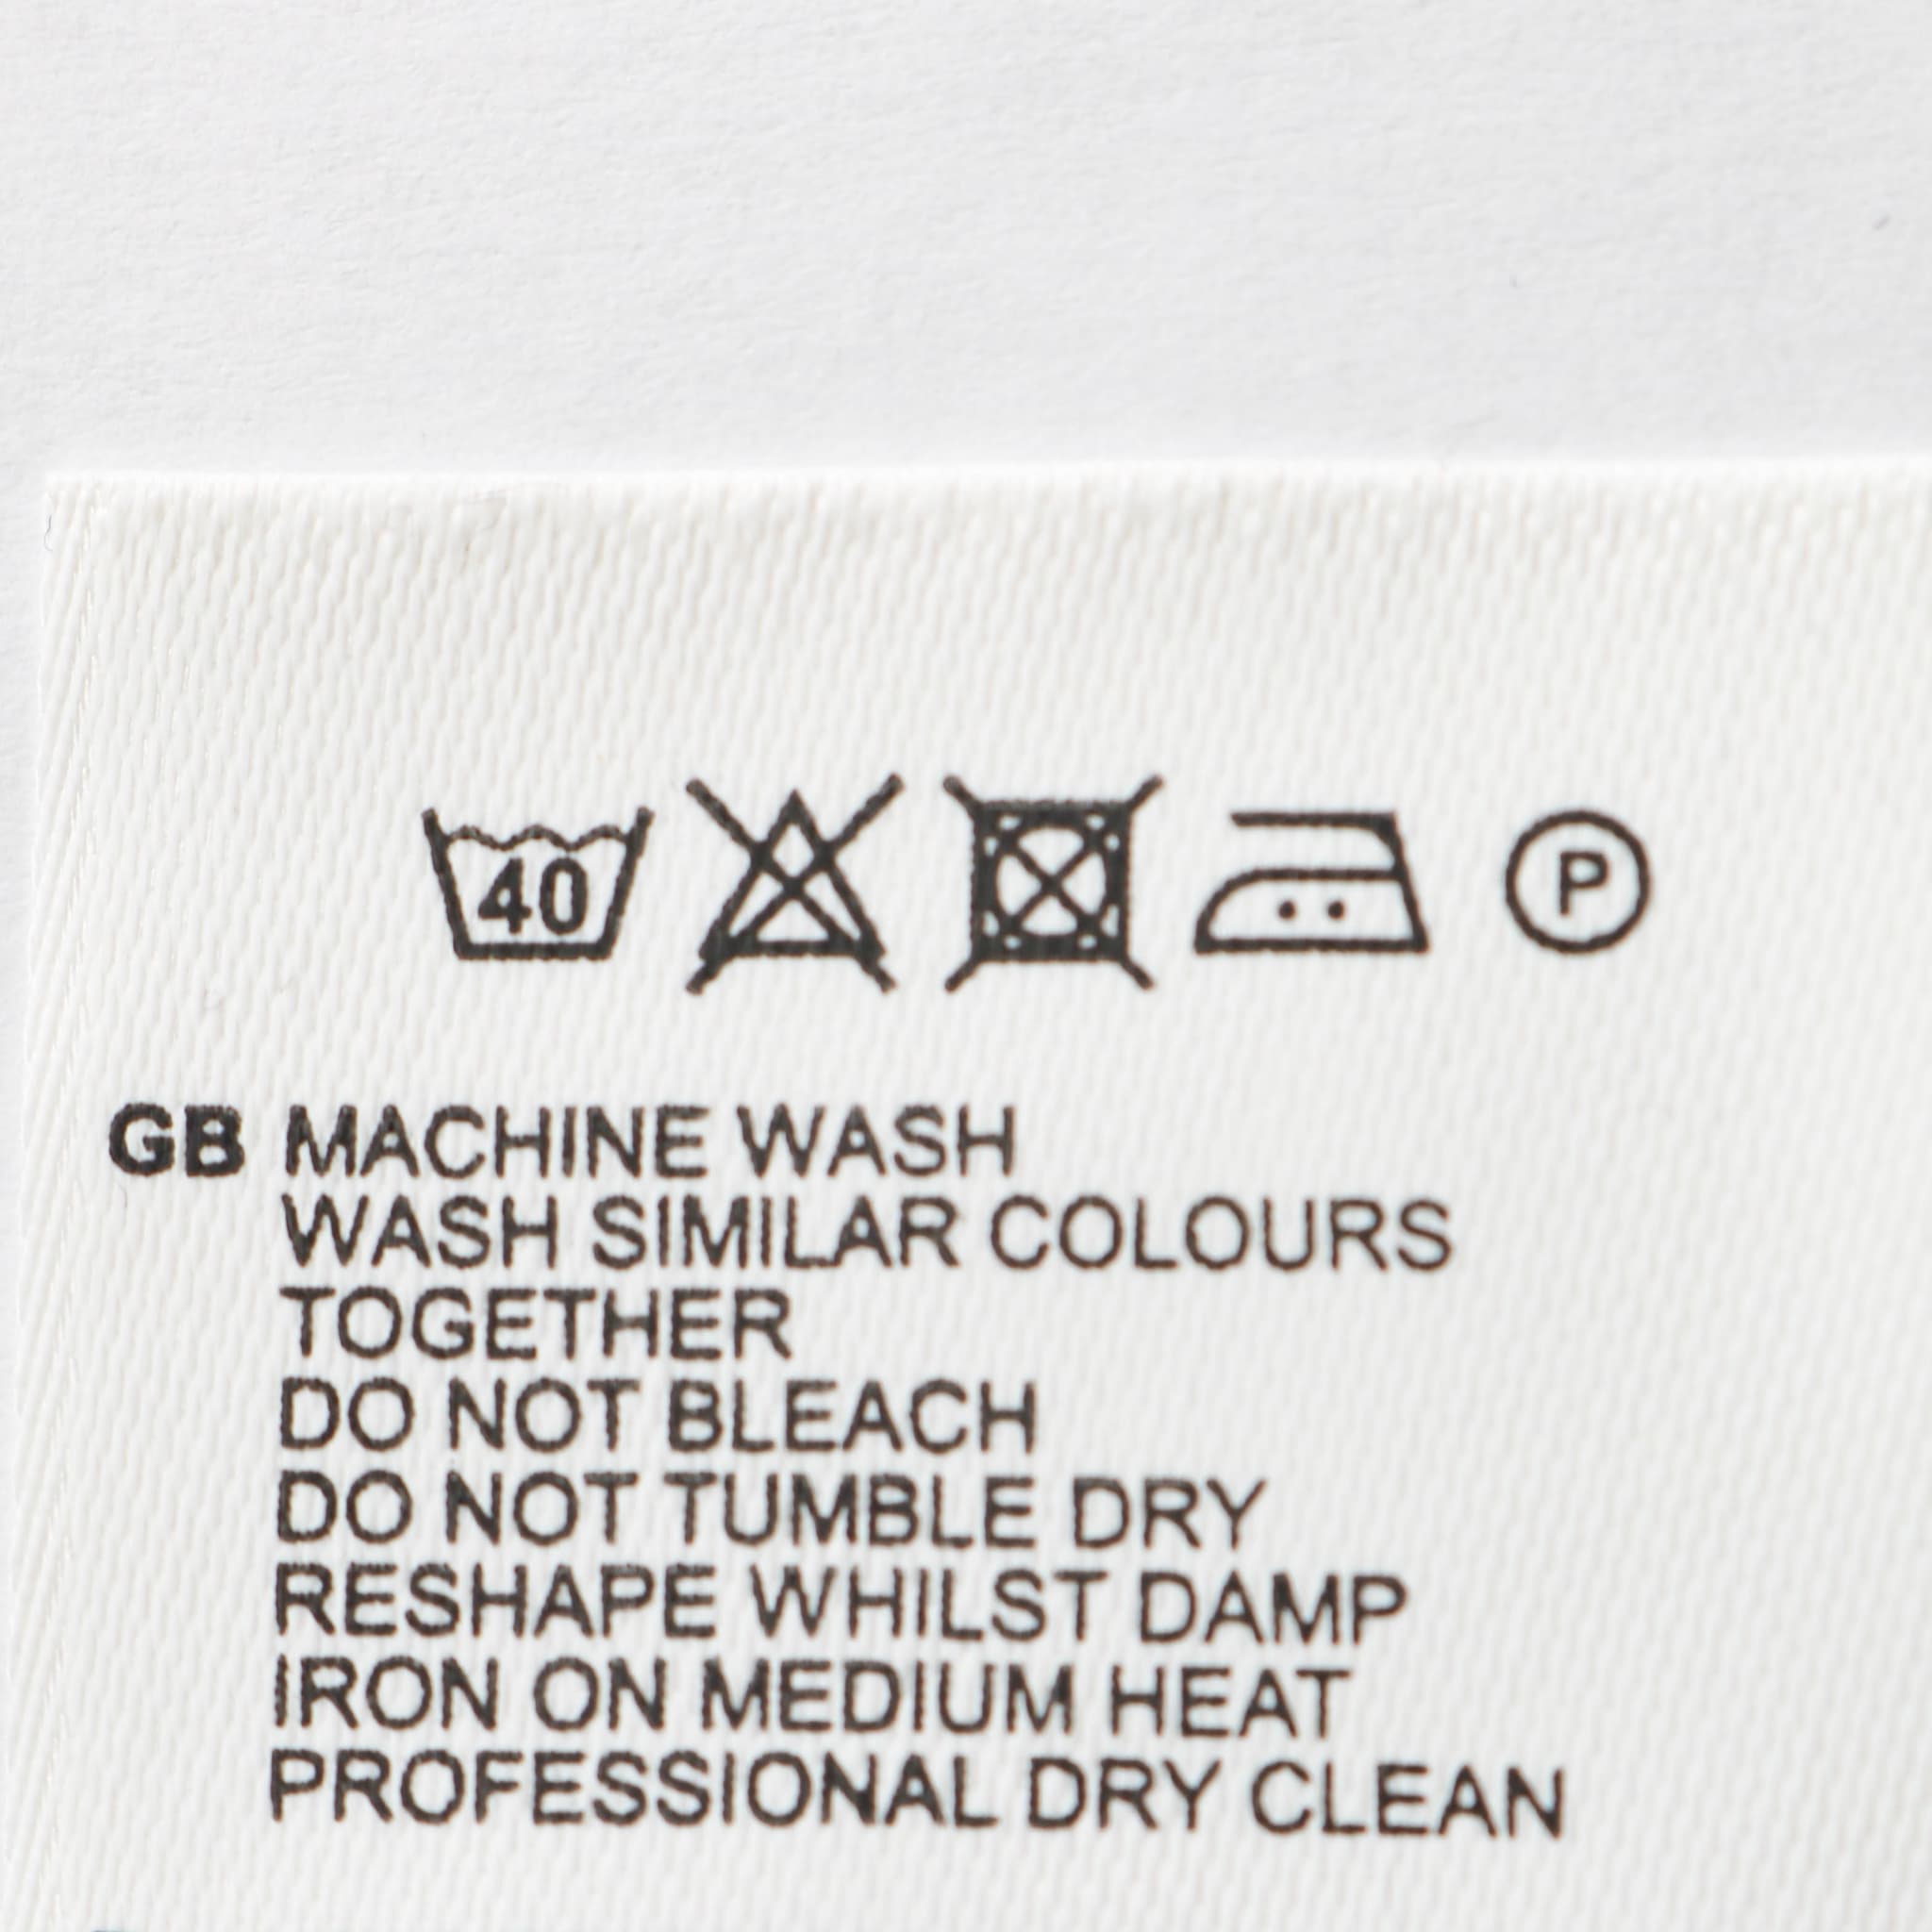 40
P
GB MACHINE WASH
WASH SIMILAR COLOURS
TOGETHER
DO NOT BLEACH
DO NOT TUMBLE DRY
RESHAPE WHILST DAMP
IRON ON MEDIUM HEAT
PROFESSIONAL DRY CLEAN